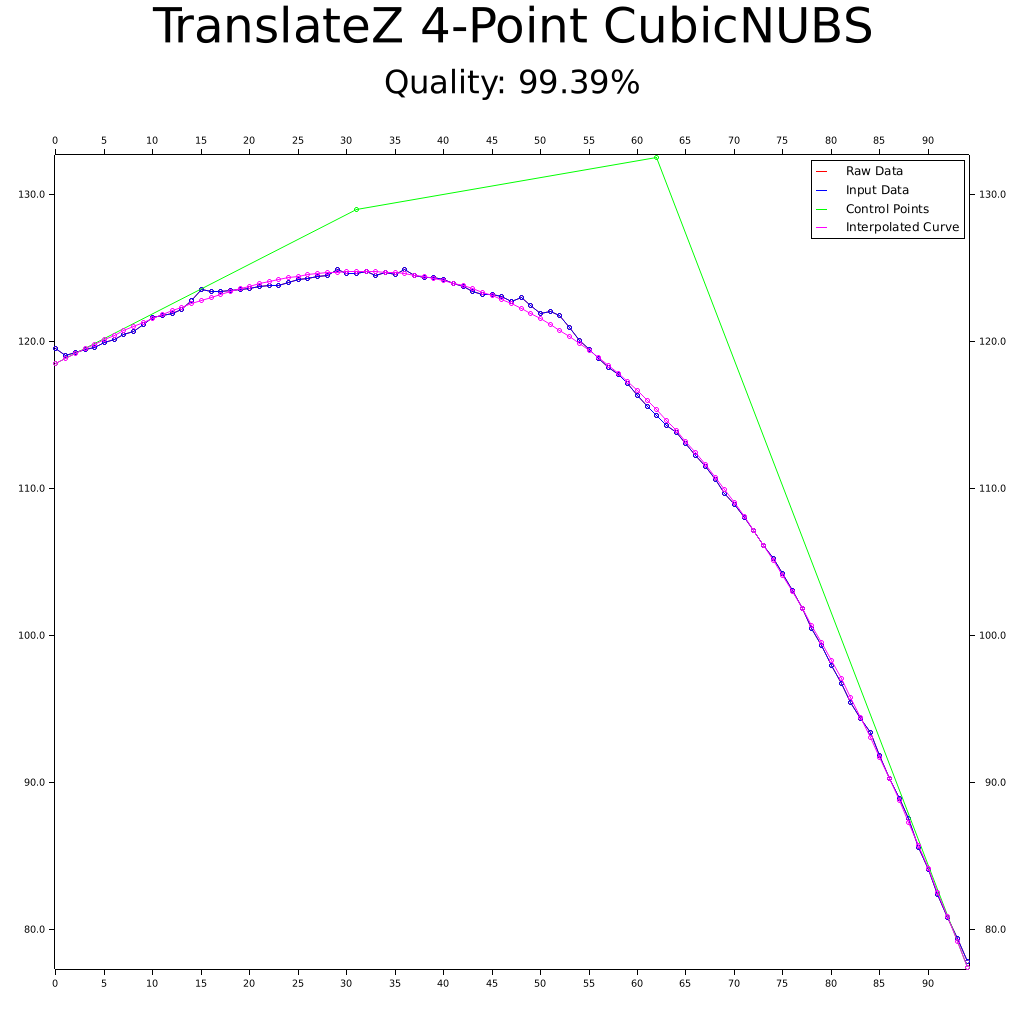 TranslateZ 4-Point CubicNUBS
Quality: 99.39%
0 5 10 15 20 25 30 35 40 45 50 55 60 65 70 75 80 85 90
130.0 130.0
120.0 120.0
110.0 110.0
100.0 100.0
90.0 90.0
80.0 80.0
Raw Data
Input Data
Control Points
Interpolated Curve
0 5 10 15 20 25 30 35 40 45 50 55 60 65 70 75 80 85 90